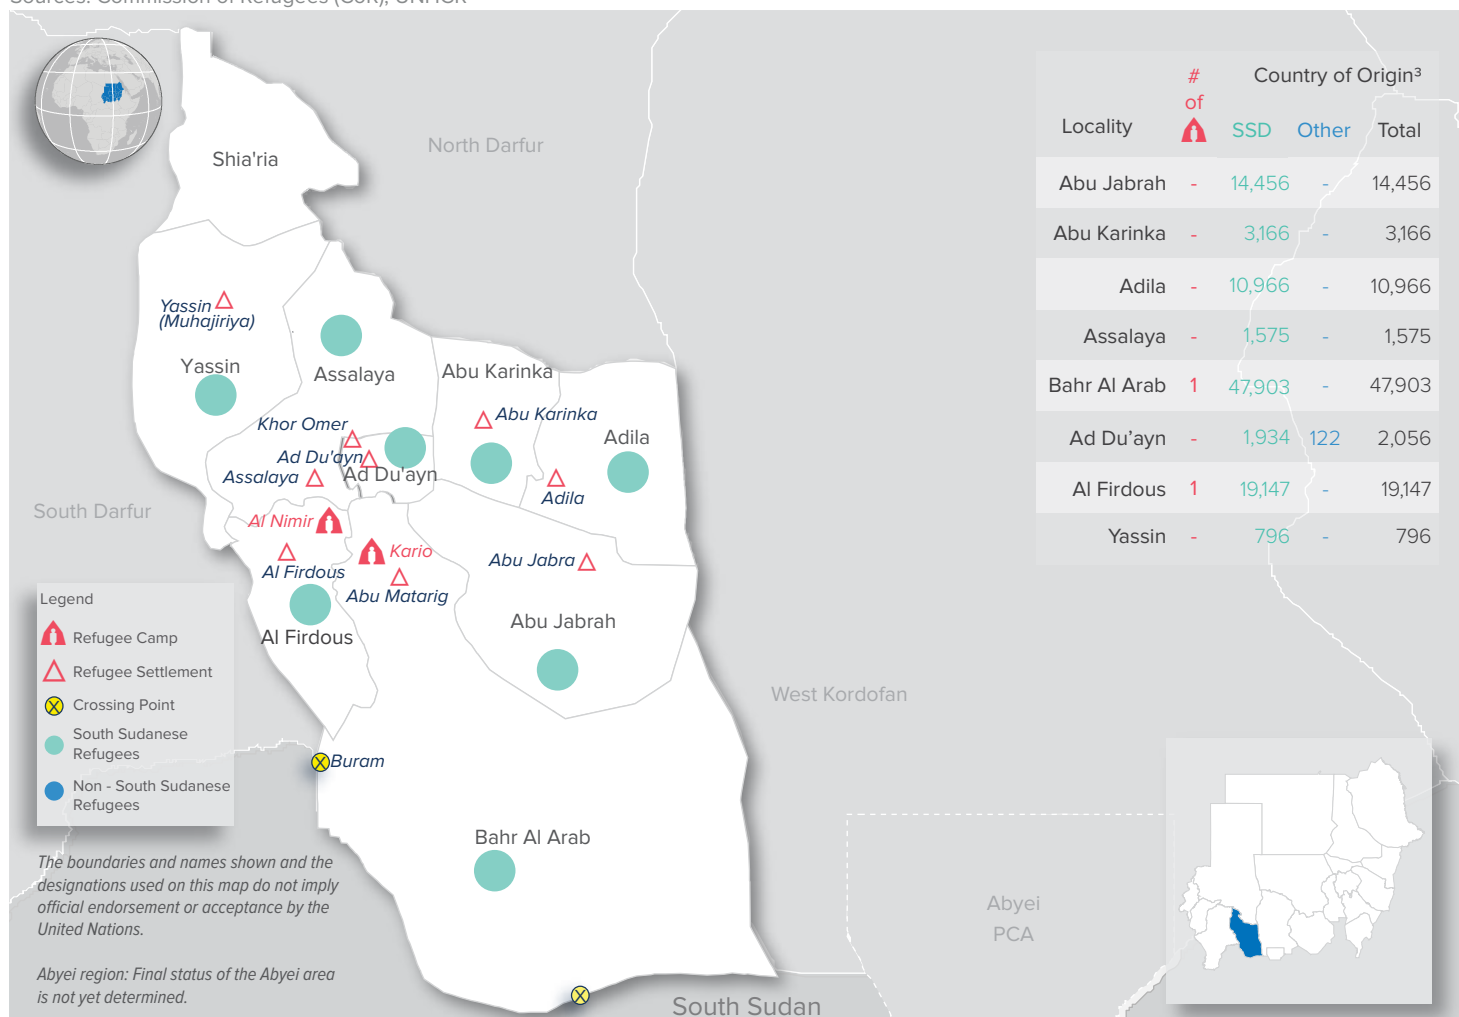 Sources: Commission of Refugees (CoR), UNHCR
North Darfur
Shia'ria
Yassin
(Muhajiriya)
Yassin
Assalaya
Abu Karinka
Abu Karinka
Khor Omer
Adila
Ad Du'ayn
Assalaya
Ad Du'ayn
Adila
South Darfur
Al Nimir
Kario
Abu Jabra
Al Firdous
Abu Matarig
Abu Jabrah
Al Firdous
West Kordofan
Buram
Bahr Al Arab
Abyei
PCA
South Sudan
# of
Country of Origin³
Locality SSD Other Total
Abu Jabrah - 14,456 - 14,456
Abu Karinka - 3,166 - 3,166
Adila - 10,966 - 10,966
Assalaya - 1,575 - 1,575
Bahr Al Arab 1 47,903 - 47,903
Ad Du’ayn - 1,934 122 2,056
Al Firdous 1 19,147 - 19,147
Yassin - 796 - 796
Legend
Refugee Camp
Refugee Settlement
Crossing Point
South Sudanese
Refugees
Non - South Sudanese
Refugees
The boundaries and names shown and the
designations used on this map do not imply
official endorsement or acceptance by the
United Nations.
Abyei region: Final status of the Abyei area
is not yet determined.